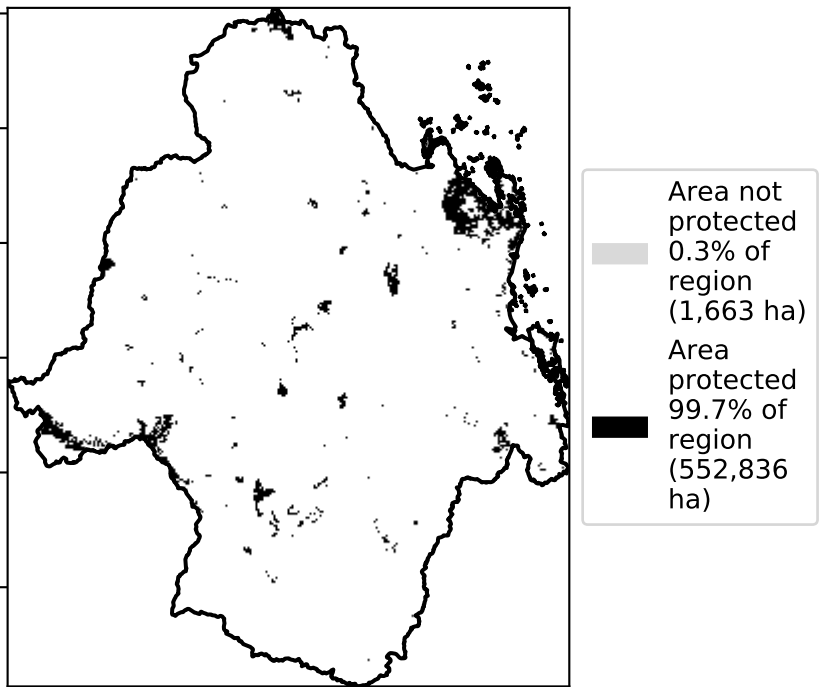 Area not
protected
0.3% of
region
(1,663 ha)
Area
protected
99.7% of
region
(552,836
ha)